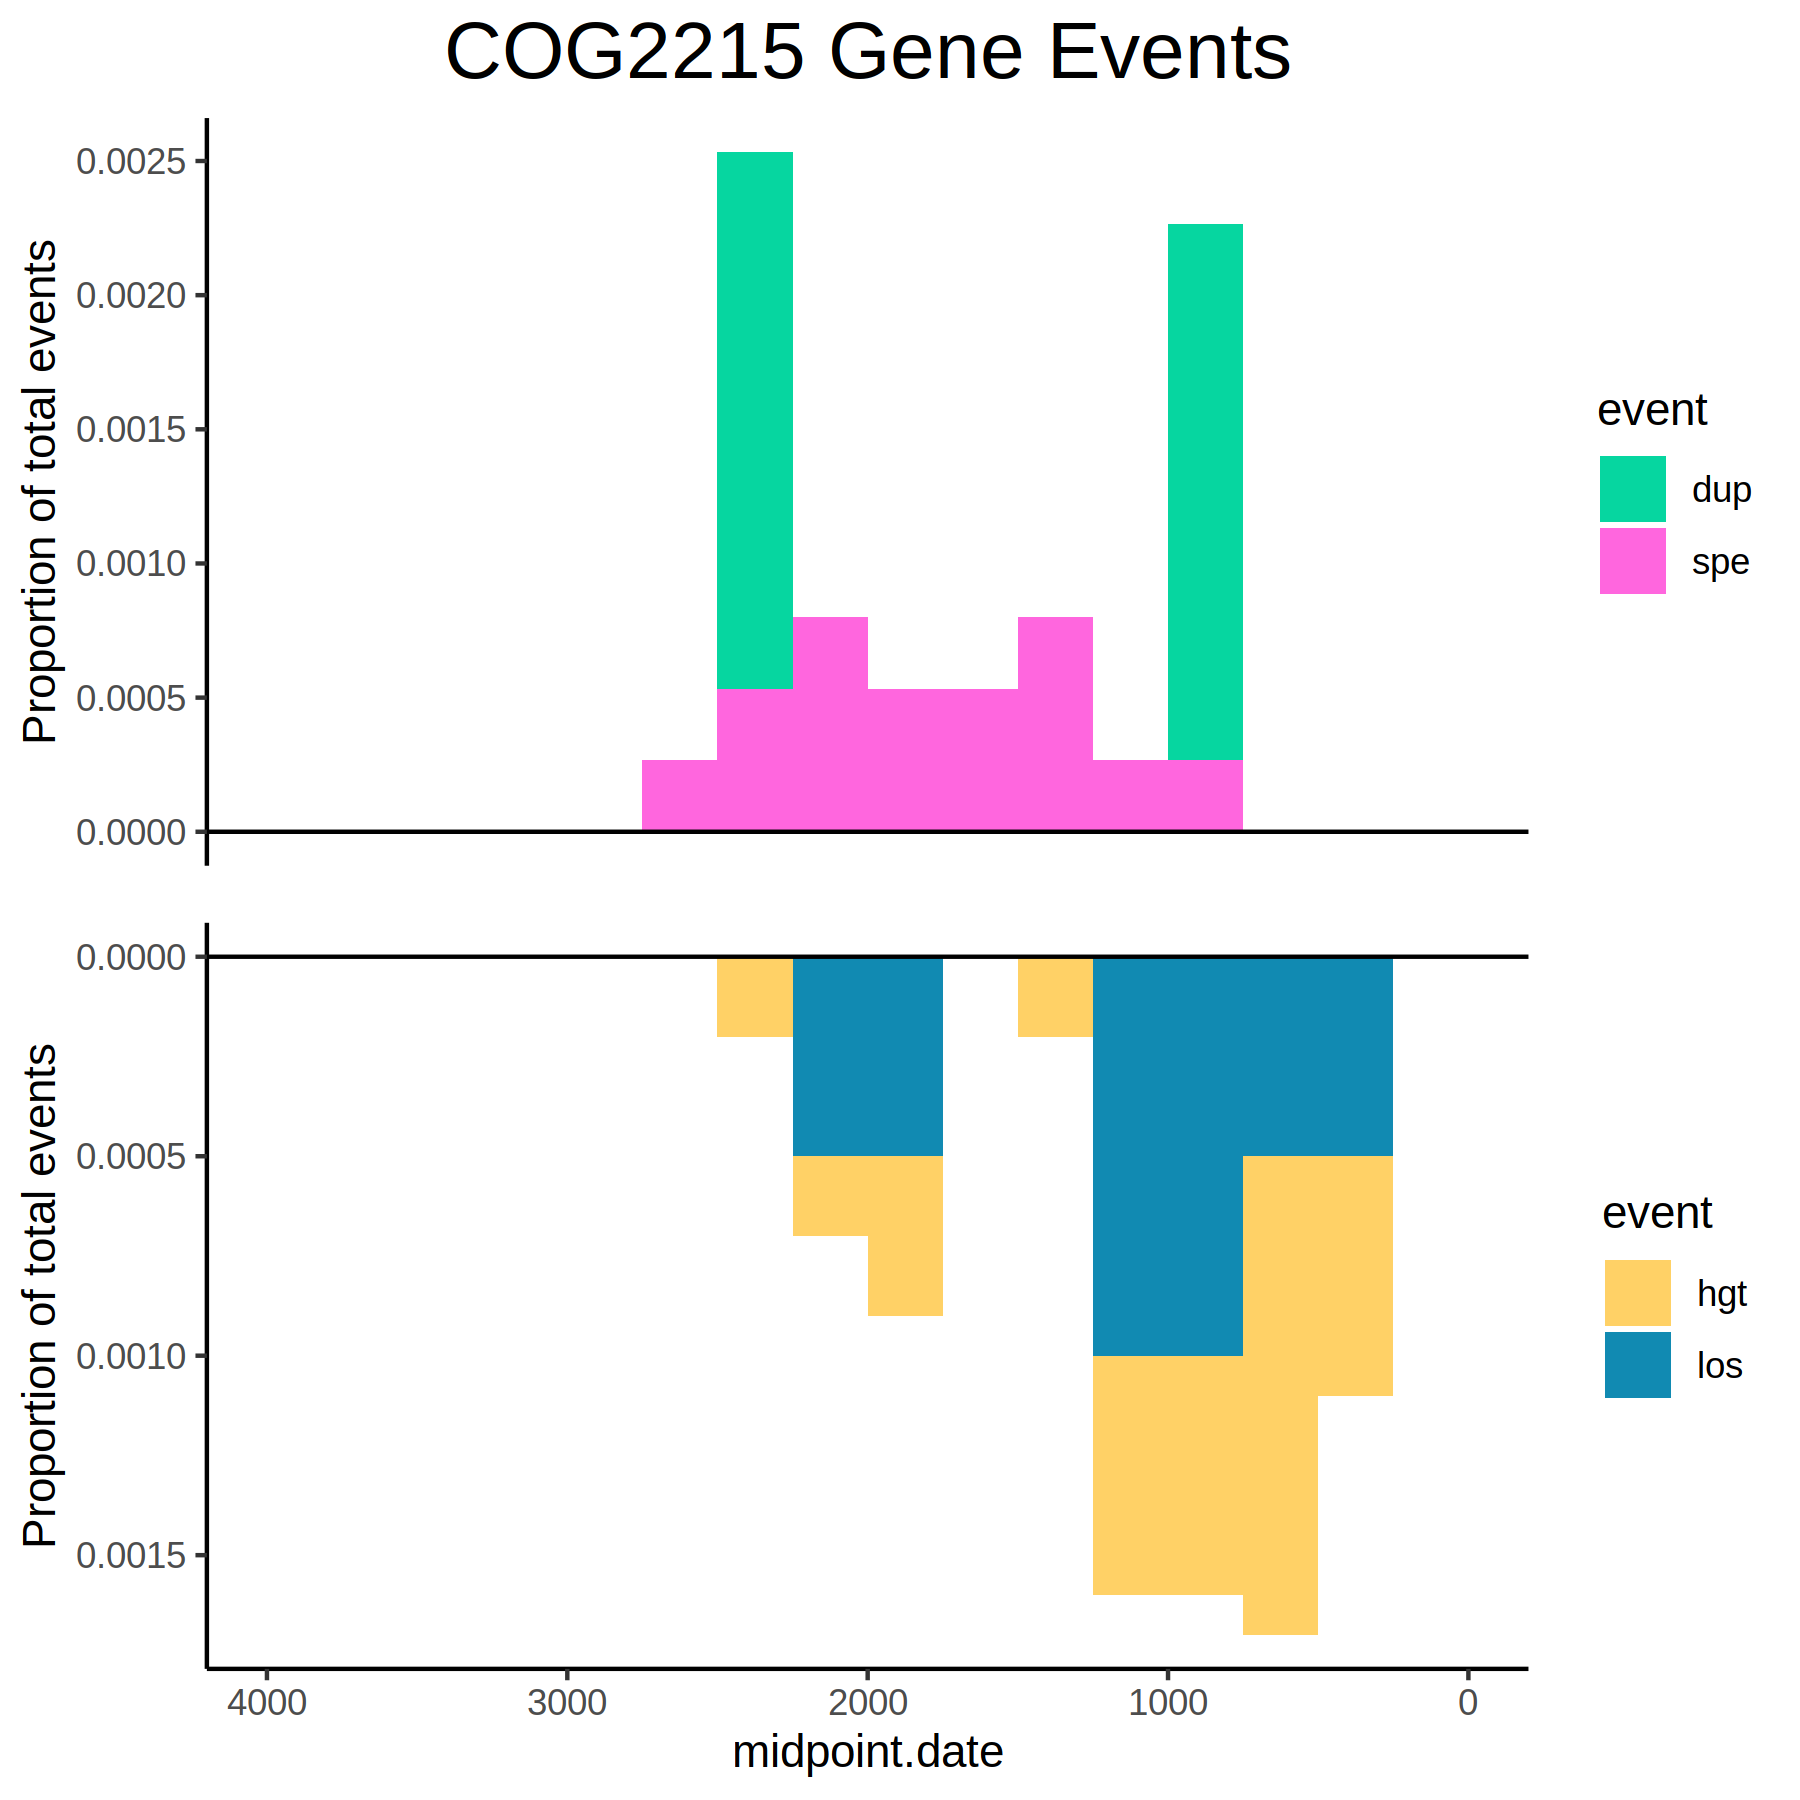 COG2215 Gene Events
Proportion of total events
0.0025
0.0020
0.0015
0.0010
0.0005
0.0000
event
dup
spe
Proportion of total events
0.0000
0.0005
0.0010
0.0015
event
hgt
los
4000 3000 2000 1000 0
midpoint.date